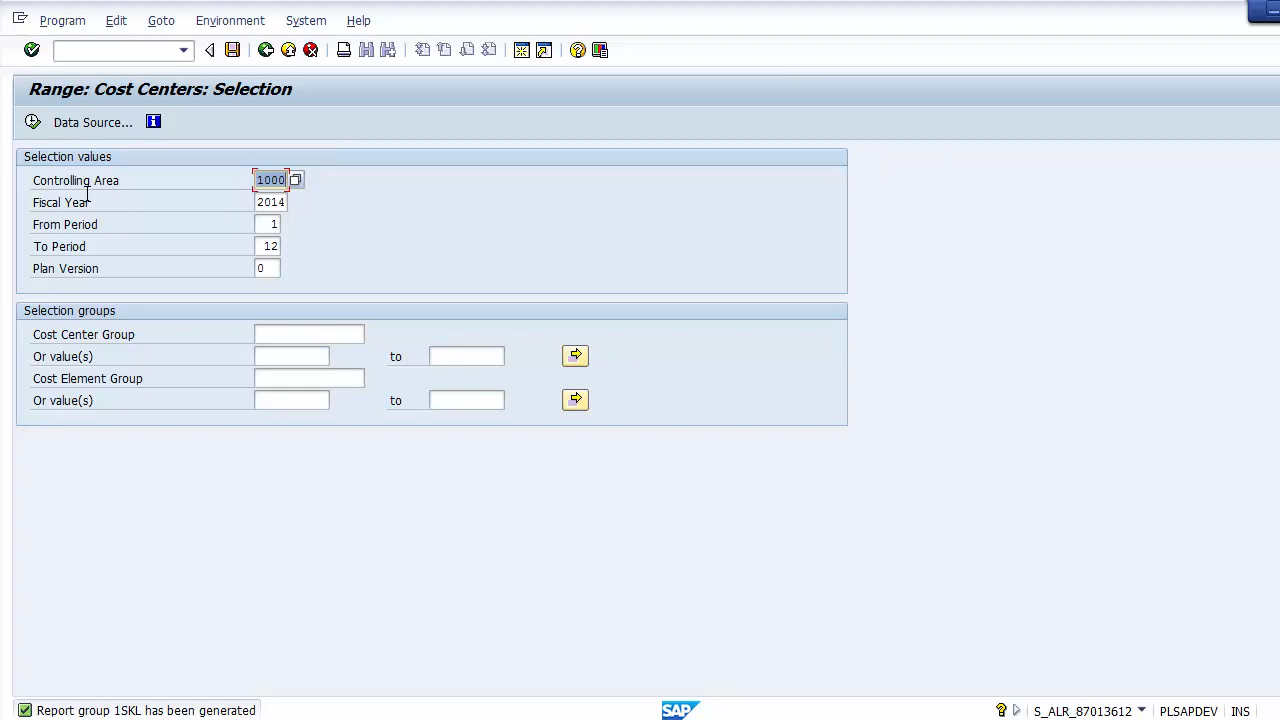 Program Edit Goto Environment System Help
Range: Cost Centers: Selection
Data Source...
Selection values
Controlling Area 1000
Fiscal Year 2014
From Period 1
To Period 12
Plan Version 0
Selection groups
Cost Center Group
Or value(s) to
Cost Element Group
Or value(s) to
Report group 1SKL has been generated SAP S_ALR_87013612 PLSAPDEV INS